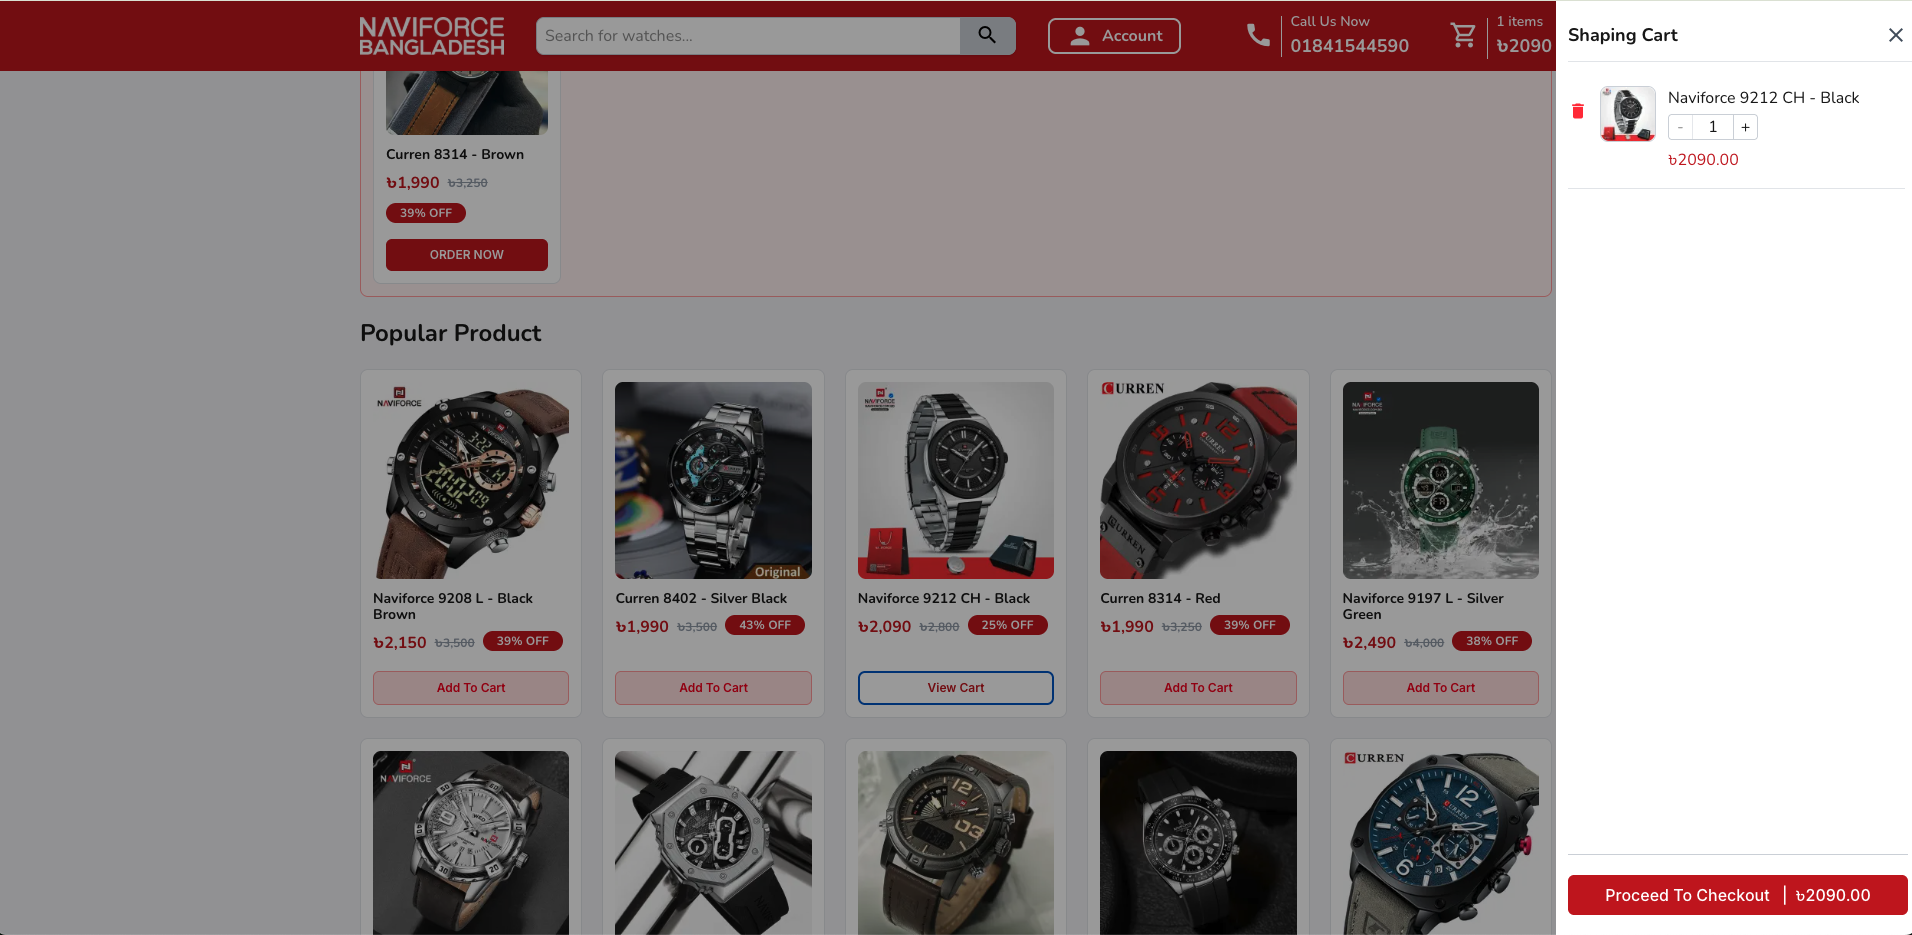 NAVIFORCE
BANGLADESH
Search for watches...
Account
Call Us Now
01841544590
1 items
৳2090
Shaping Cart
Naviforce 9212 CH - Black
- 1 +
৳2090.00
Curren 8314 - Brown
৳1,990 ৳3,250
39% OFF
ORDER NOW
Popular Product
NAVIFORCE
Original
NAVIFORCE
CURREN
CURREN
Naviforce 9208 L - Black
Brown
৳2,150 ৳3,500 39% OFF
Add To Cart
Curren 8402 - Silver Black
৳1,990 ৳3,500 43% OFF
Add To Cart
Naviforce 9212 CH - Black
৳2,090 ৳2,800 25% OFF
View Cart
Curren 8314 - Red
৳1,990 ৳3,250 39% OFF
Add To Cart
Naviforce 9197 L - Silver
Green
৳2,490 ৳4,000 38% OFF
Add To Cart
NAVIFORCE
CURREN
Proceed To Checkout | ৳2090.00